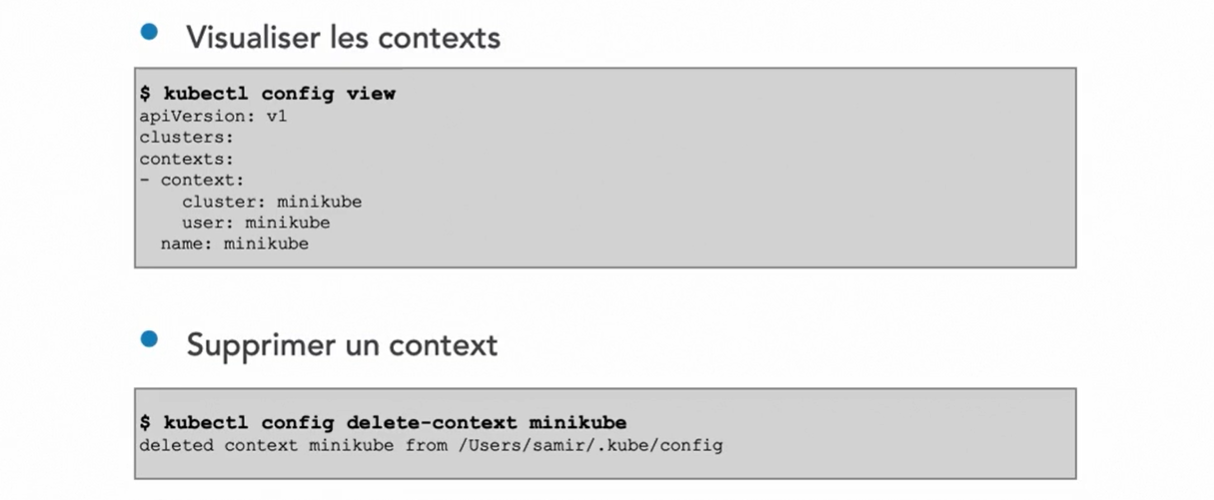 • Visualiser les contexts
$ kubectl config view
apiVersion: v1
clusters:
contexts:
- context:
    cluster: minikube
    user: minikube
  name: minikube
• Supprimer un context
$ kubectl config delete-context minikube
deleted context minikube from /Users/samir/.kube/config